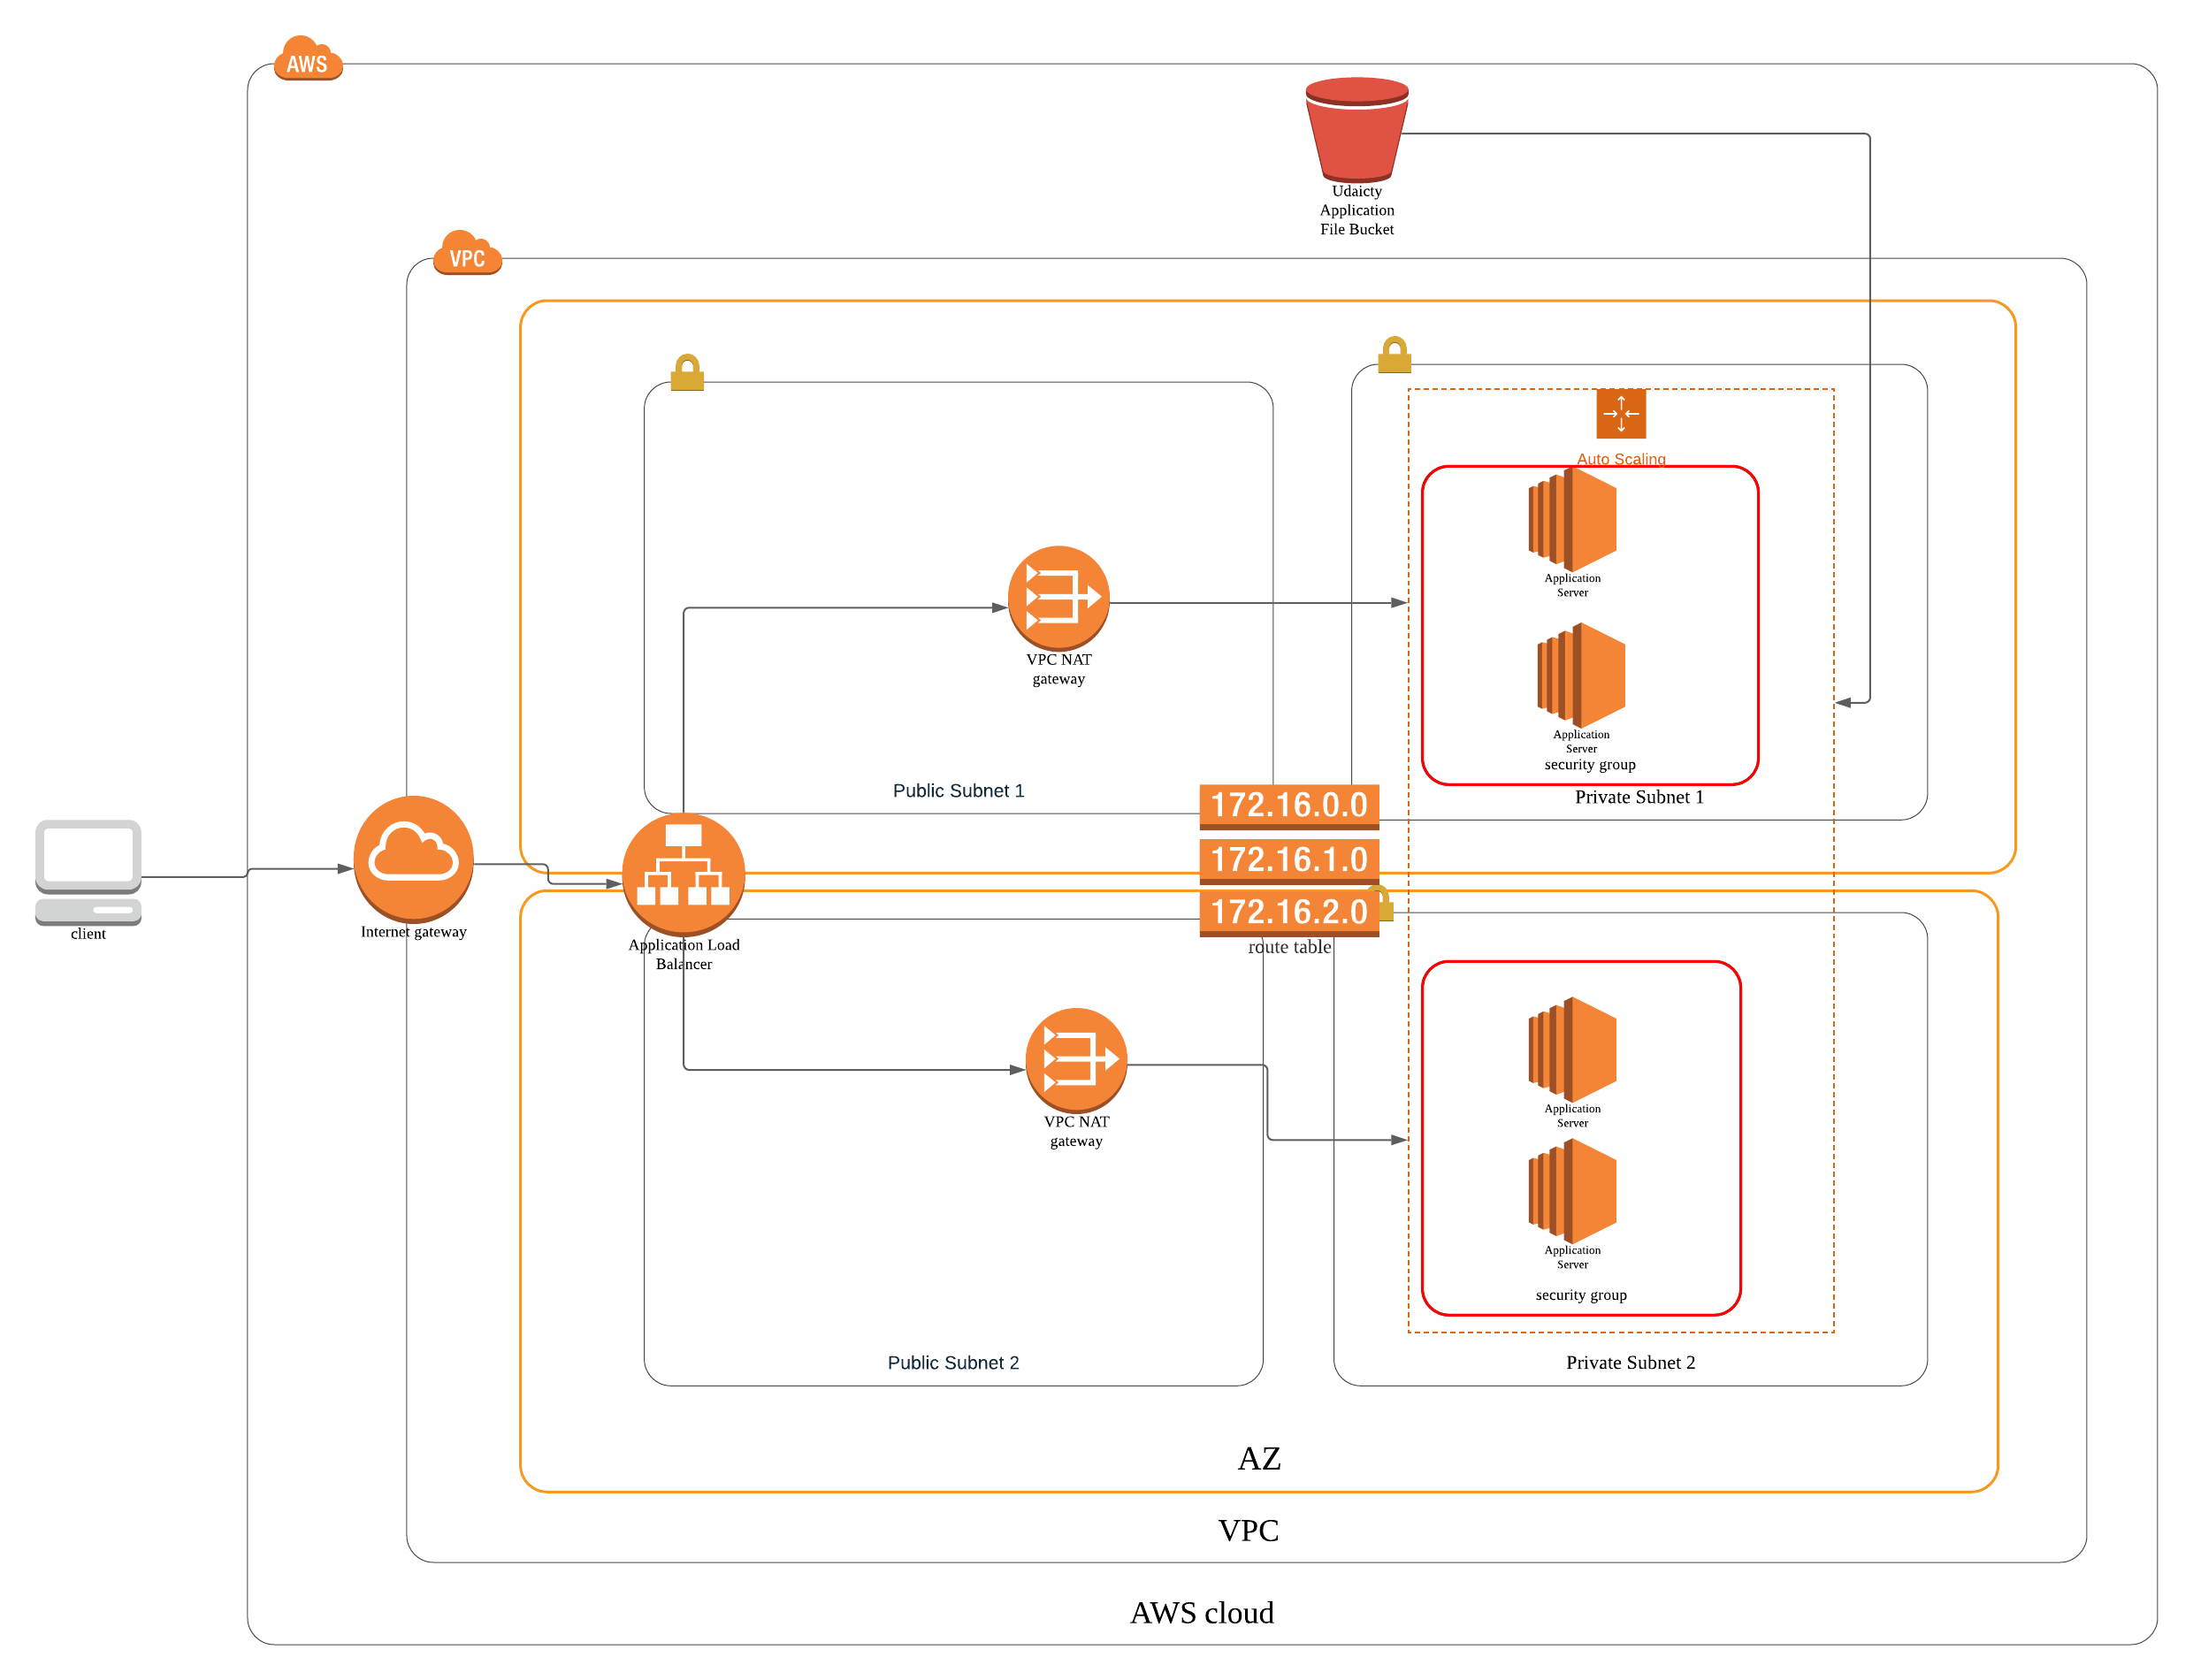 AWS
Udaicty
Application
File Bucket
VPC
Auto Scaling
Application
Server
VPC NAT
gateway
Application
Server
security group
Public Subnet 1
Private Subnet 1
172.16.0.0
172.16.1.0
172.16.2.0
route table
client
Internet gateway
Application Load
Balancer
VPC NAT
gateway
Application
Server
Application
Server
security group
Public Subnet 2
Private Subnet 2
AZ
VPC
AWS cloud